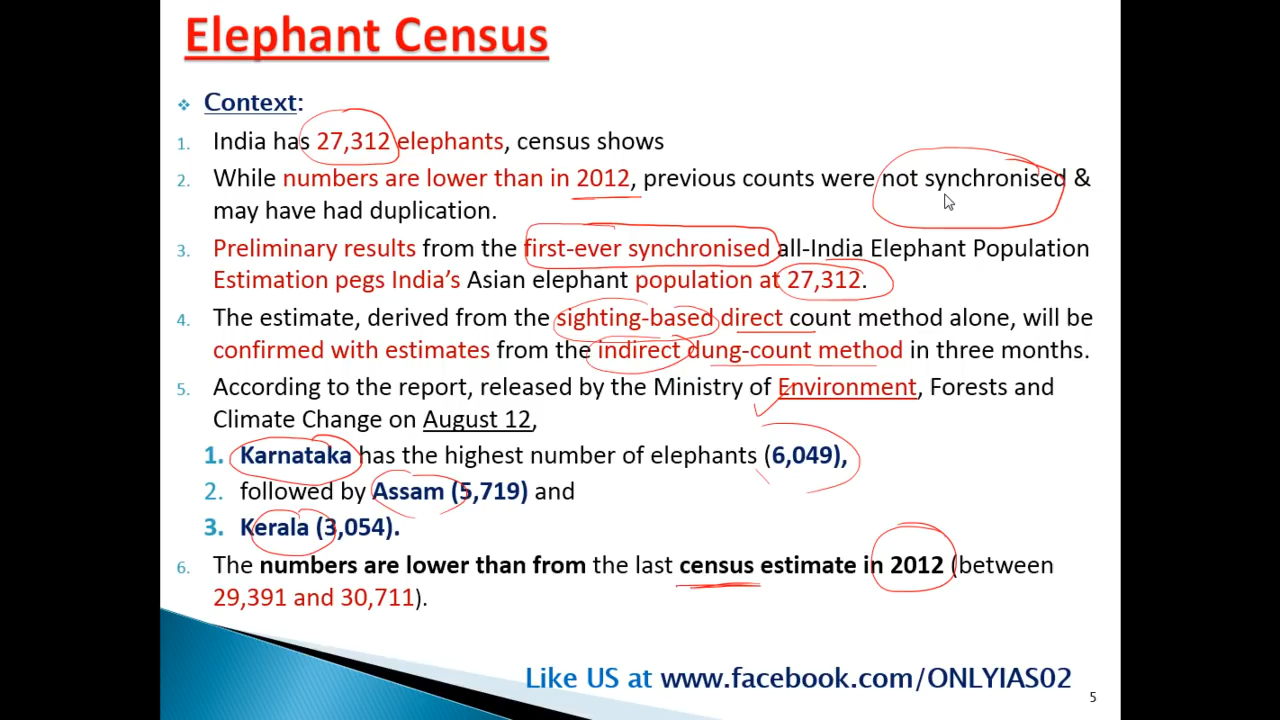 Elephant Census
❖ Context:
1. India has 27,312 elephants, census shows
2. While numbers are lower than in 2012, previous counts were not synchronised &
may have had duplication.
3. Preliminary results from the first-ever synchronised all-India Elephant Population
Estimation pegs India’s Asian elephant population at 27,312.
4. The estimate, derived from the sighting-based direct count method alone, will be
confirmed with estimates from the indirect dung-count method in three months.
5. According to the report, released by the Ministry of Environment, Forests and
Climate Change on August 12,
1. Karnataka has the highest number of elephants (6,049),
2. followed by Assam (5,719) and
3. Kerala (3,054).
6. The numbers are lower than from the last census estimate in 2012 (between
29,391 and 30,711).
Like US at www.facebook.com/ONLYIAS02
5